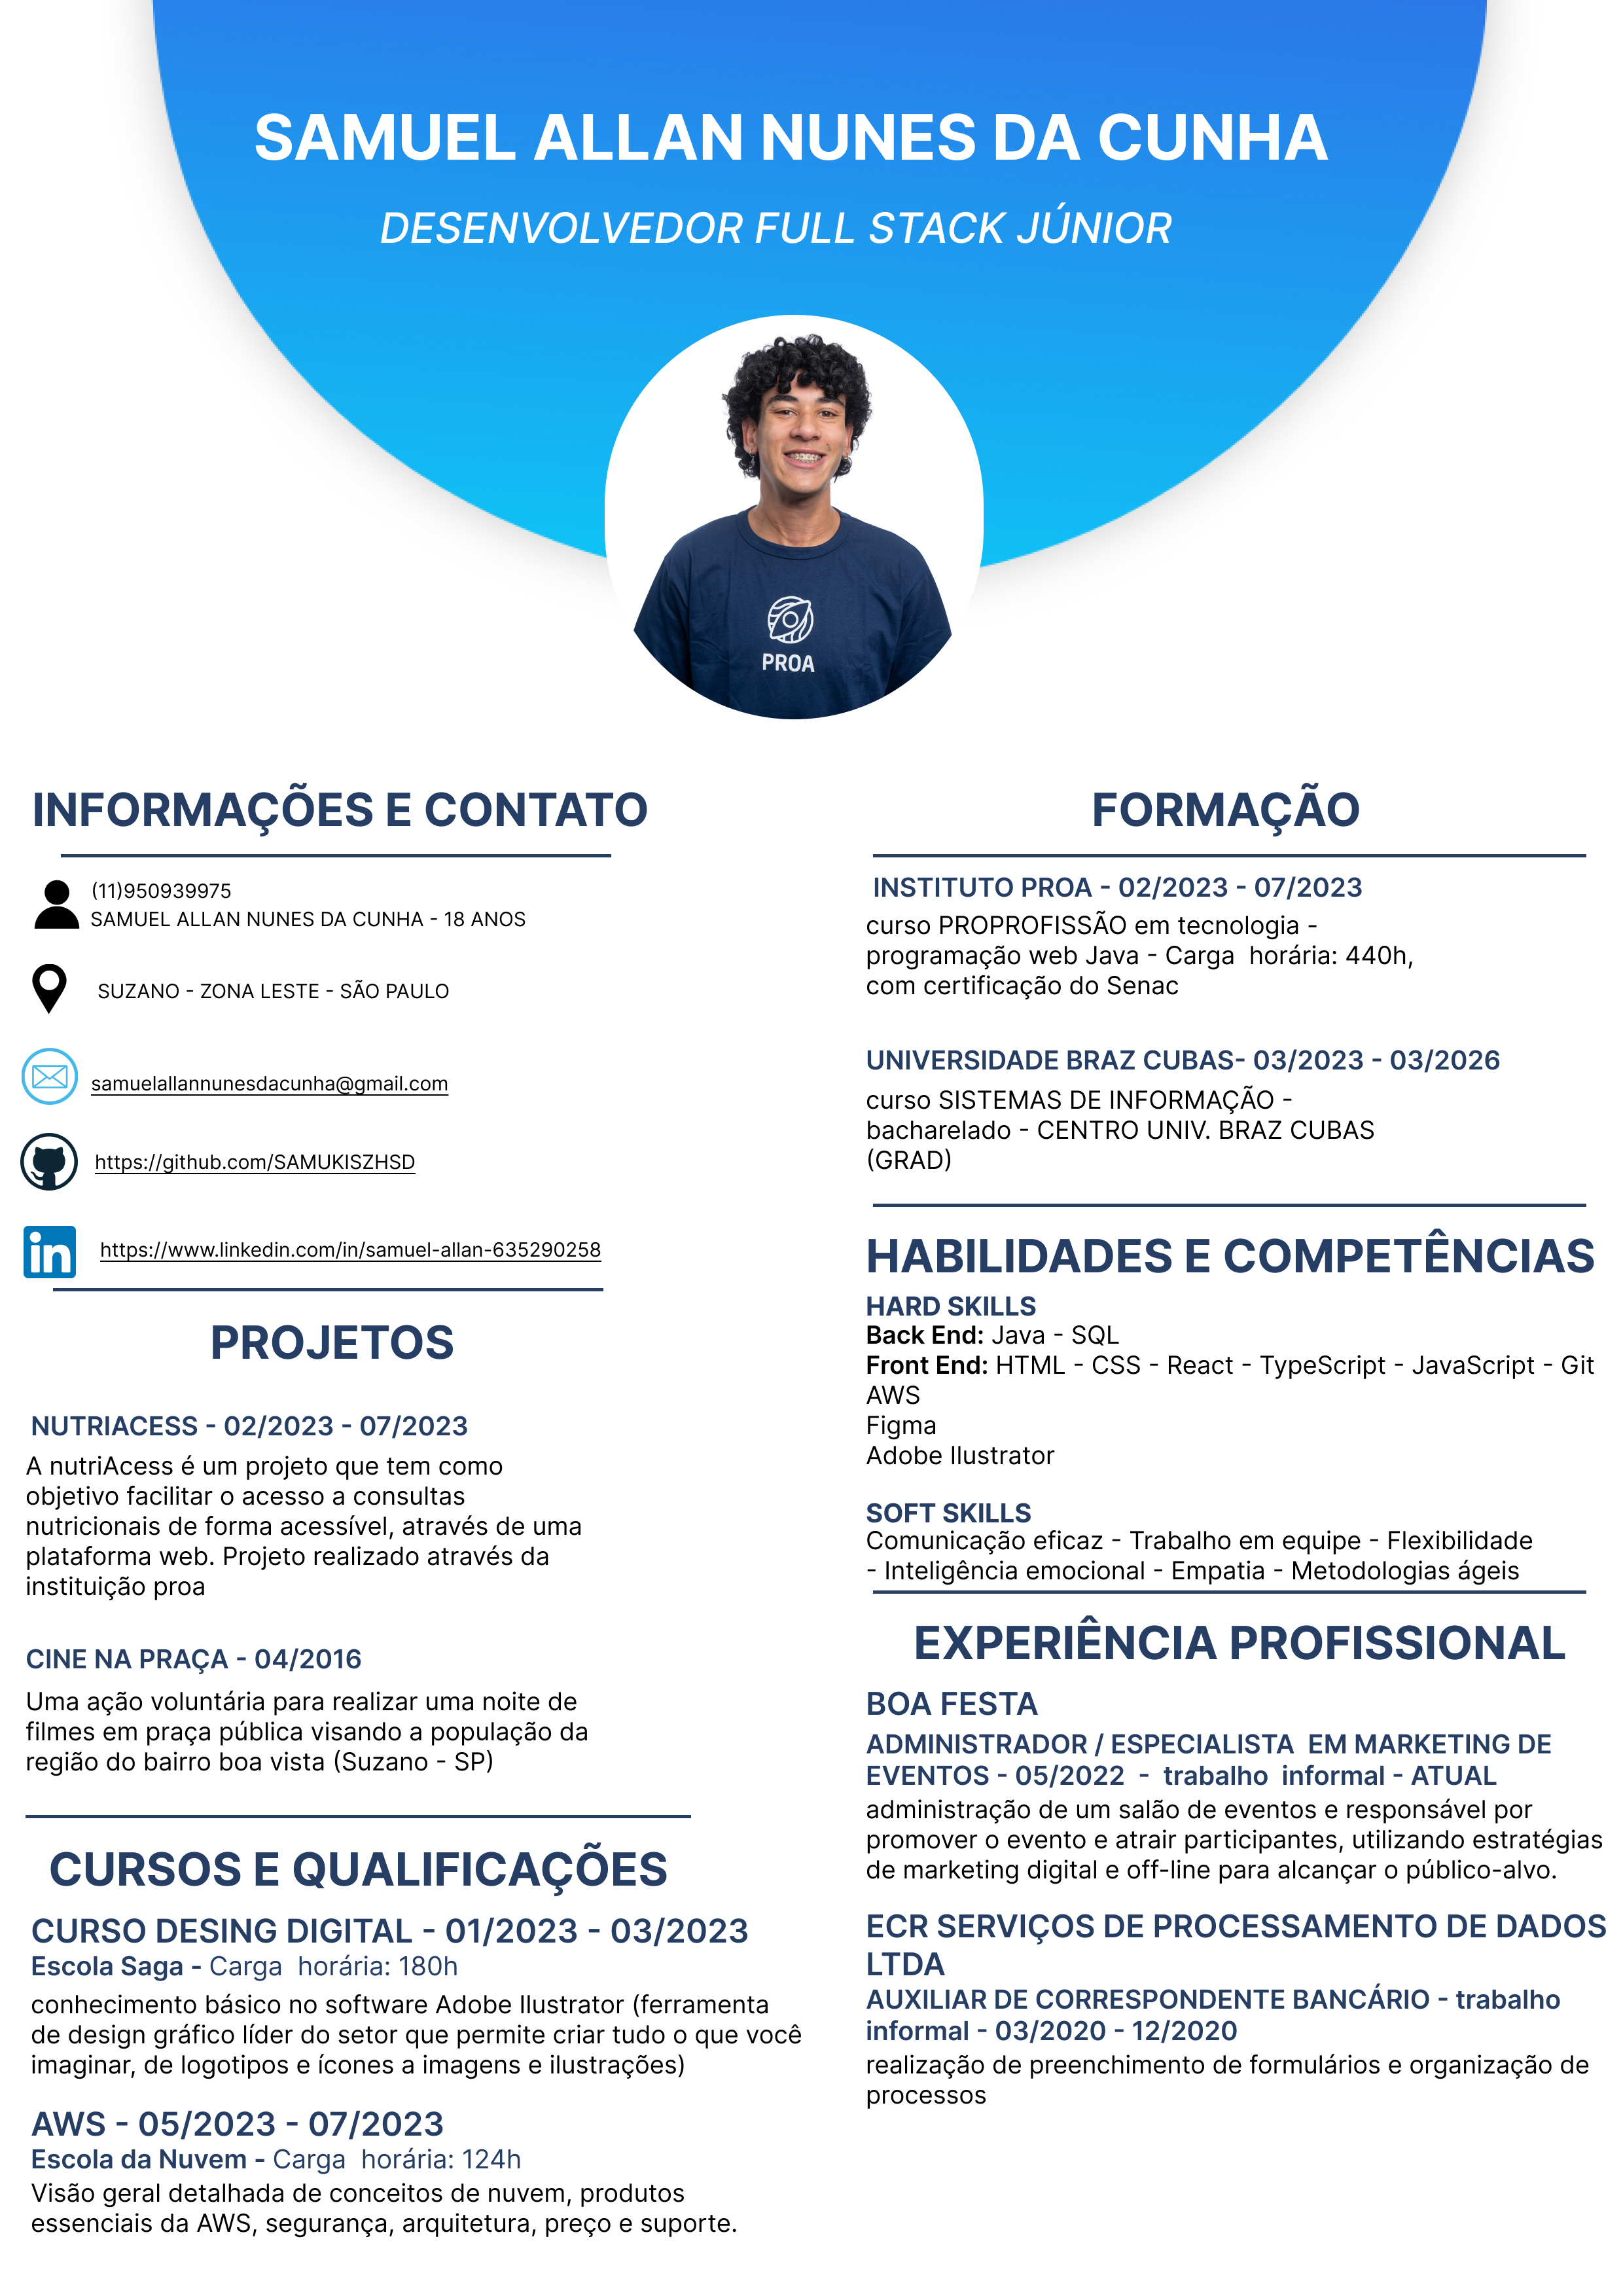 SAMUEL ALLAN NUNES DA CUNHA
DESENVOLVEDOR FULL STACK JÚNIOR
PROA
INFORMAÇÕES E CONTATO
(11)950939975
SAMUEL ALLAN NUNES DA CUNHA - 18 ANOS
SUZANO - ZONA LESTE - SÃO PAULO
samuelallannunesdacunha@gmail.com
https://github.com/SAMUKISZHSD
in
https://www.linkedin.com/in/samuel-allan-635290258
PROJETOS
NUTRIACESS - 02/2023 - 07/2023
A nutriAcess é um projeto que tem como
objetivo facilitar o acesso a consultas
nutricionais de forma acessível, através de uma
plataforma web. Projeto realizado através da
instituição proa
CINE NA PRAÇA - 04/2016
Uma ação voluntária para realizar uma noite de
filmes em praça pública visando a população da
região do bairro boa vista (Suzano - SP)
CURSOS E QUALIFICAÇÕES
CURSO DESING DIGITAL - 01/2023 - 03/2023
Escola Saga - Carga horária: 180h
conhecimento básico no software Adobe Ilustrator (ferramenta
de design gráfico líder do setor que permite criar tudo o que você
imaginar, de logotipos e ícones a imagens e ilustrações)
AWS - 05/2023 - 07/2023
Escola da Nuvem - Carga horária: 124h
Visão geral detalhada de conceitos de nuvem, produtos
essenciais da AWS, segurança, arquitetura, preço e suporte.
FORMAÇÃO
INSTITUTO PROA - 02/2023 - 07/2023
curso PROPROFISSÃO em tecnologia -
programação web Java - Carga horária: 440h,
com certificação do Senac
UNIVERSIDADE BRAZ CUBAS- 03/2023 - 03/2026
curso SISTEMAS DE INFORMAÇÃO -
bacharelado - CENTRO UNIV. BRAZ CUBAS
(GRAD)
HABILIDADES E COMPETÊNCIAS
HARD SKILLS
Back End: Java - SQL
Front End: HTML - CSS - React - TypeScript - JavaScript - Git
AWS
Figma
Adobe Ilustrator
SOFT SKILLS
Comunicação eficaz - Trabalho em equipe - Flexibilidade
- Inteligência emocional - Empatia - Metodologias ágeis
EXPERIÊNCIA PROFISSIONAL
BOA FESTA
ADMINISTRADOR / ESPECIALISTA EM MARKETING DE
EVENTOS - 05/2022 - trabalho informal - ATUAL
administração de um salão de eventos e responsável por
promover o evento e atrair participantes, utilizando estratégias
de marketing digital e off-line para alcançar o público-alvo.
ECR SERVIÇOS DE PROCESSAMENTO DE DADOS
LTDA
AUXILIAR DE CORRESPONDENTE BANCÁRIO - trabalho
informal - 03/2020 - 12/2020
realização de preenchimento de formulários e organização de
processos